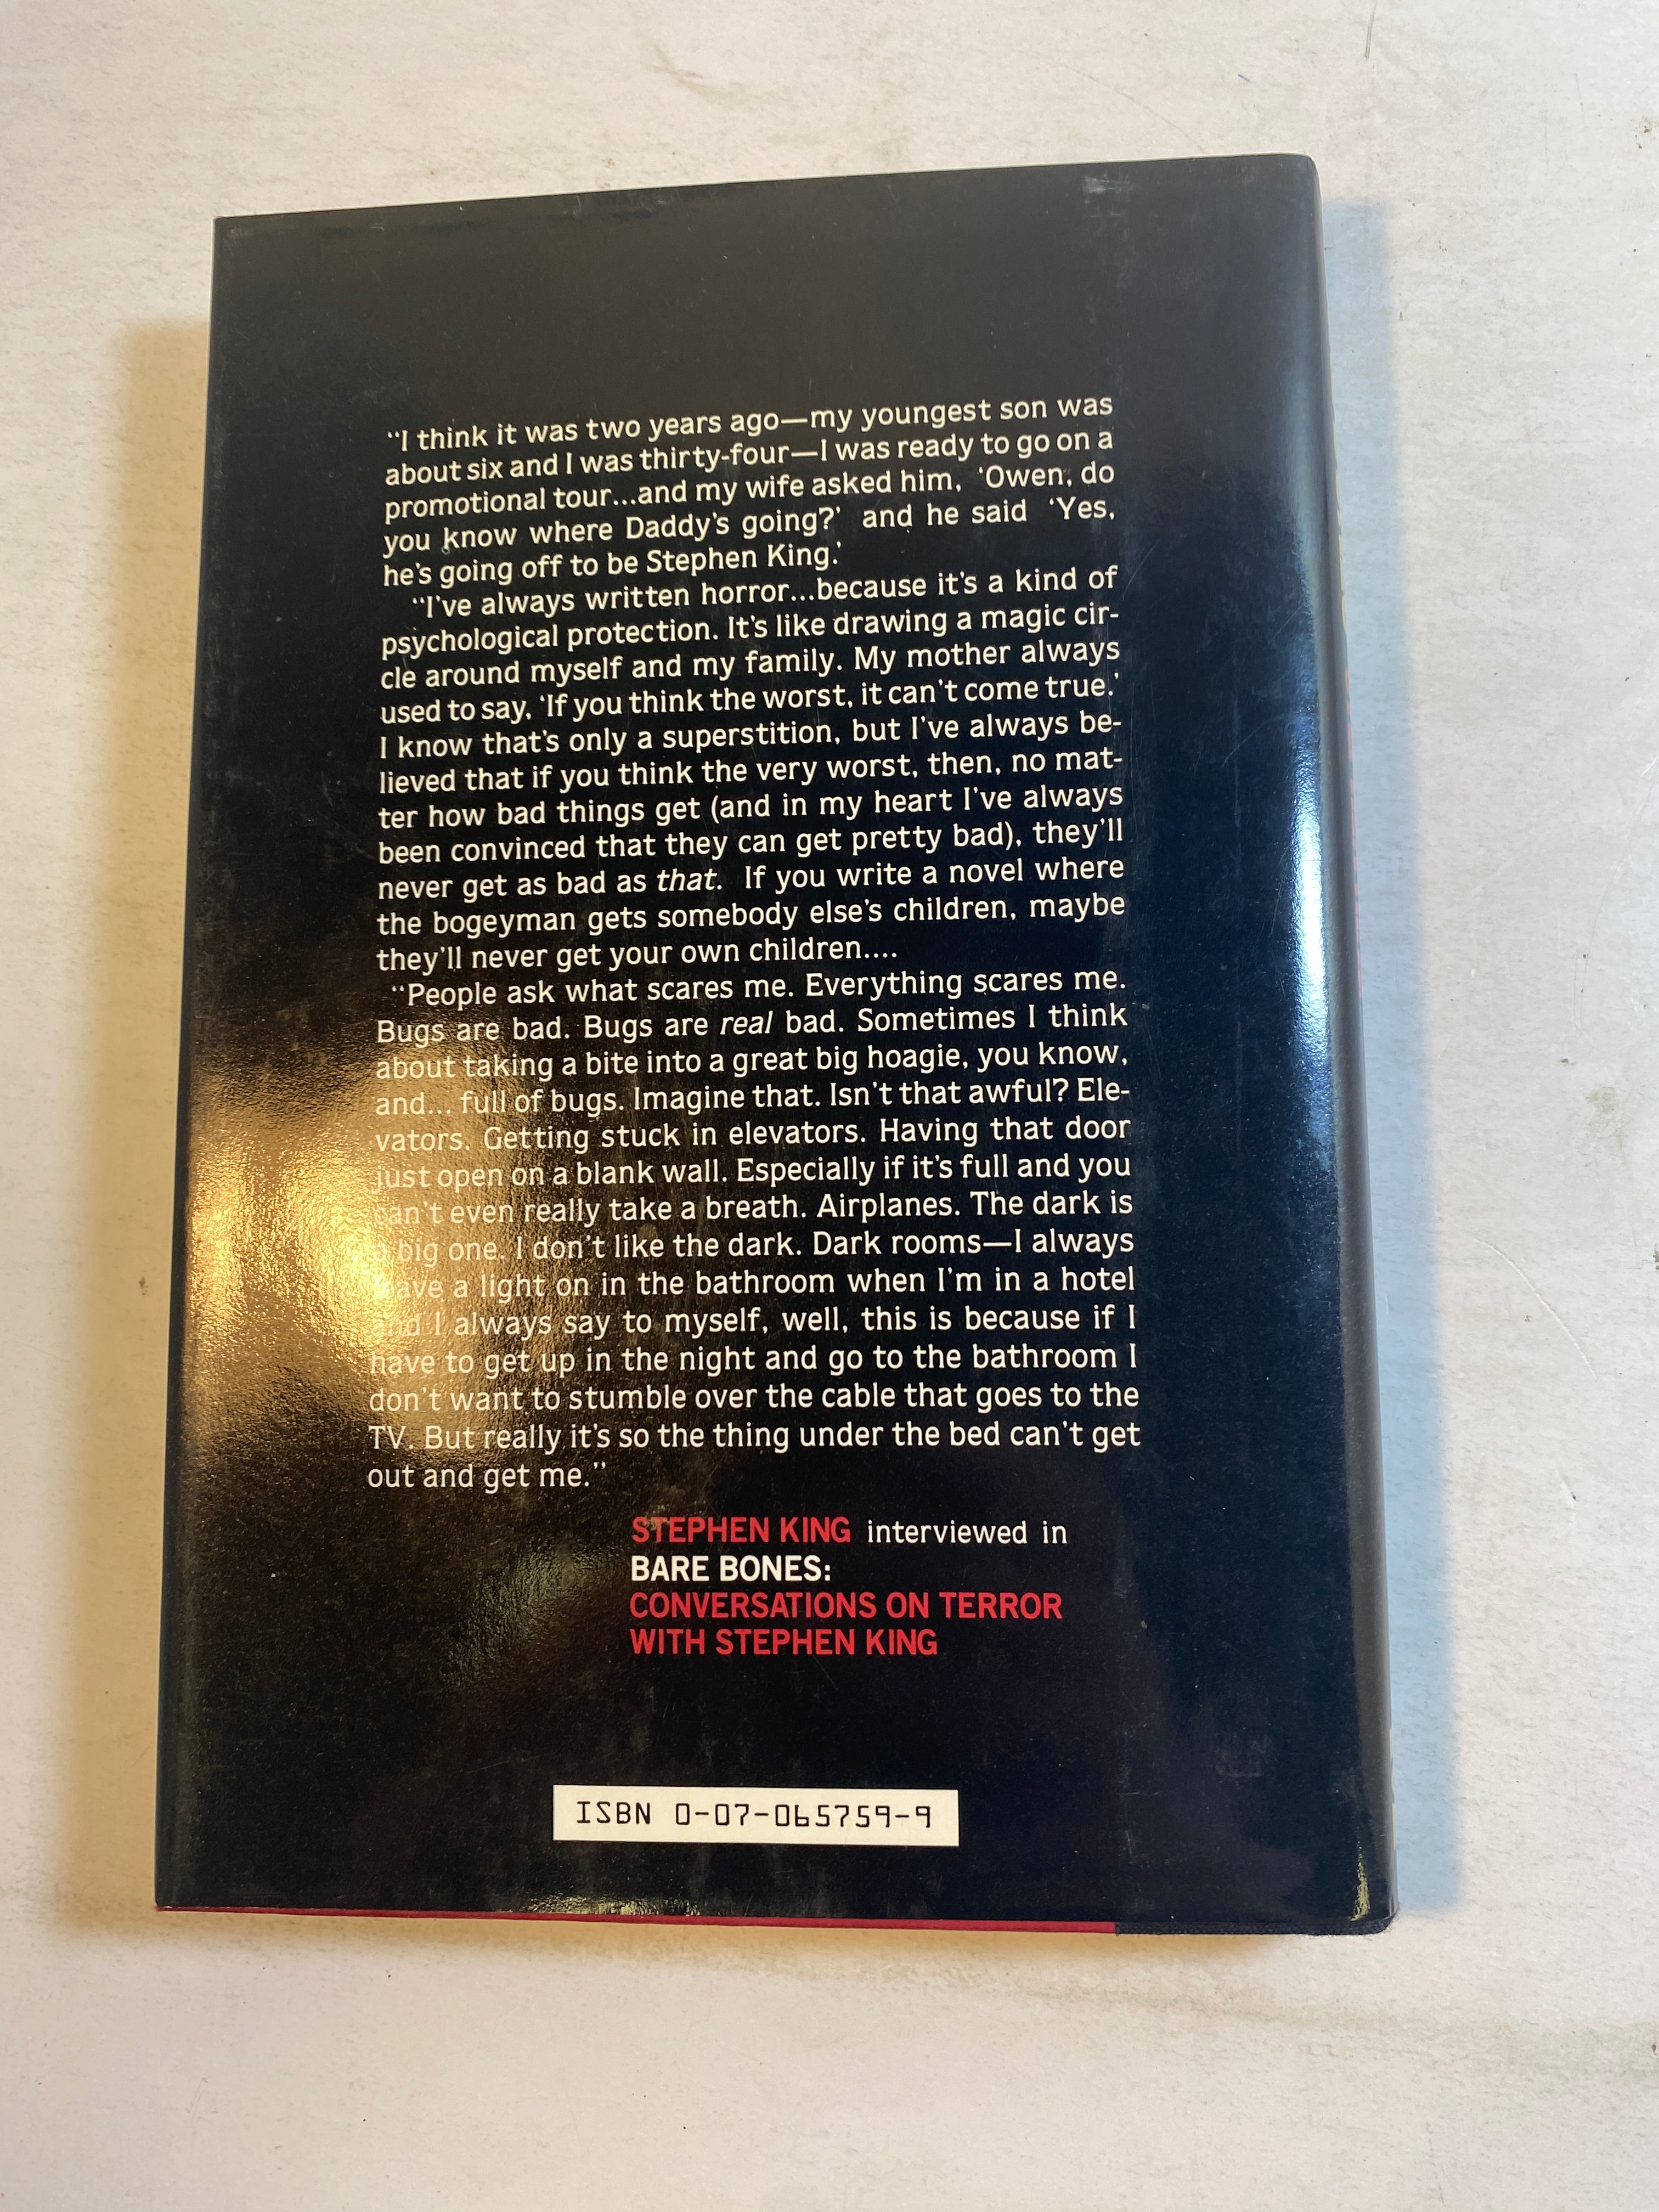 “I think it was two years ago—my youngest son was
about six and I was thirty-four—I was ready to go on a
promotional tour...and my wife asked him, ‘Owen, do
you know where Daddy’s going?’ and he said ‘Yes,
he’s going off to be Stephen King.’
“I’ve always written horror...because it’s a kind of
psychological protection. It’s like drawing a magic cir-
cle around myself and my family. My mother always
used to say, ‘If you think the worst, it can’t come true.’
I know that’s only a superstition, but I’ve always be-
lieved that if you think the very worst, then, no mat-
ter how bad things get (and in my heart I’ve always
been convinced that they can get pretty bad), they’ll
never get as bad as that. If you write a novel where
the bogeyman gets somebody else’s children, maybe
they’ll never get your own children....
“People ask what scares me. Everything scares me.
Bugs are bad. Bugs are real bad. Sometimes I think
about taking a bite into a great big hoagie, you know,
and... full of bugs. Imagine that. Isn’t that awful? Ele-
vators. Getting stuck in elevators. Having that door
just open on a blank wall. Especially if it’s full and you
can’t even really take a breath. Airplanes. The dark is
a big one. I don’t like the dark. Dark rooms—I always
have a light on in the bathroom when I’m in a hotel
and I always say to myself, well, this is because if I
have to get up in the night and go to the bathroom I
don’t want to stumble over the cable that goes to the
TV. But really it’s so the thing under the bed can’t get
out and get me.”
STEPHEN KING interviewed in
BARE BONES:
CONVERSATIONS ON TERROR
WITH STEPHEN KING
ISBN 0-07-065759-9